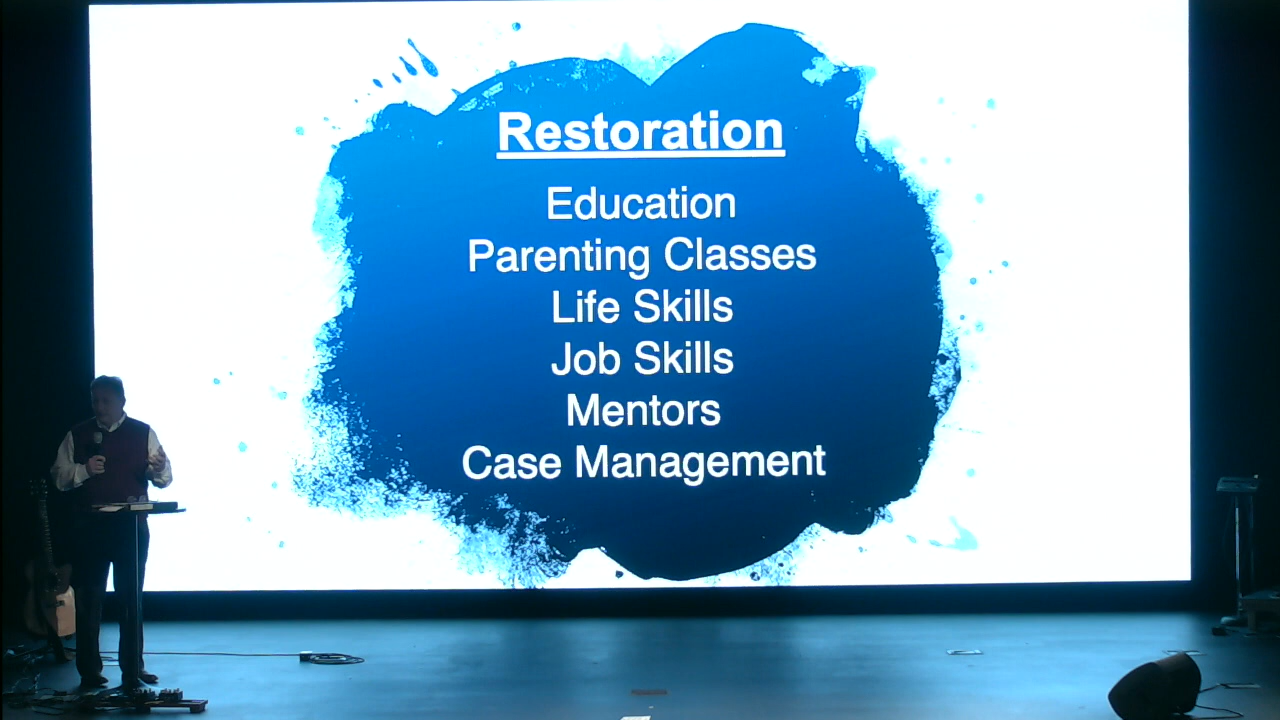 Restoration
Education
Parenting Classes
Life Skills
Job Skills
Mentors
Case Management